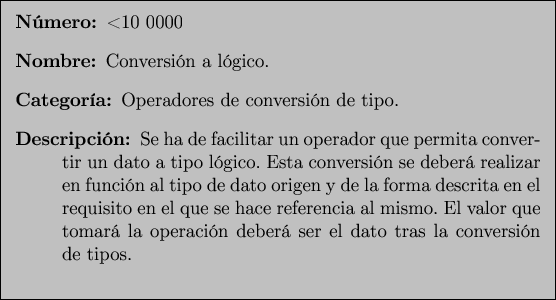 Número: <10 0000
Nombre: Conversión a lógico.
Categoría: Operadores de conversión de tipo.
Descripción: Se ha de facilitar un operador que permita conver-
tir un dato a tipo lógico. Esta conversión se deberá realizar
en función al tipo de dato origen y de la forma descrita en el
requisito en el que se hace referencia al mismo. El valor que
tomará la operación deberá ser el dato tras la conversión
de tipos.